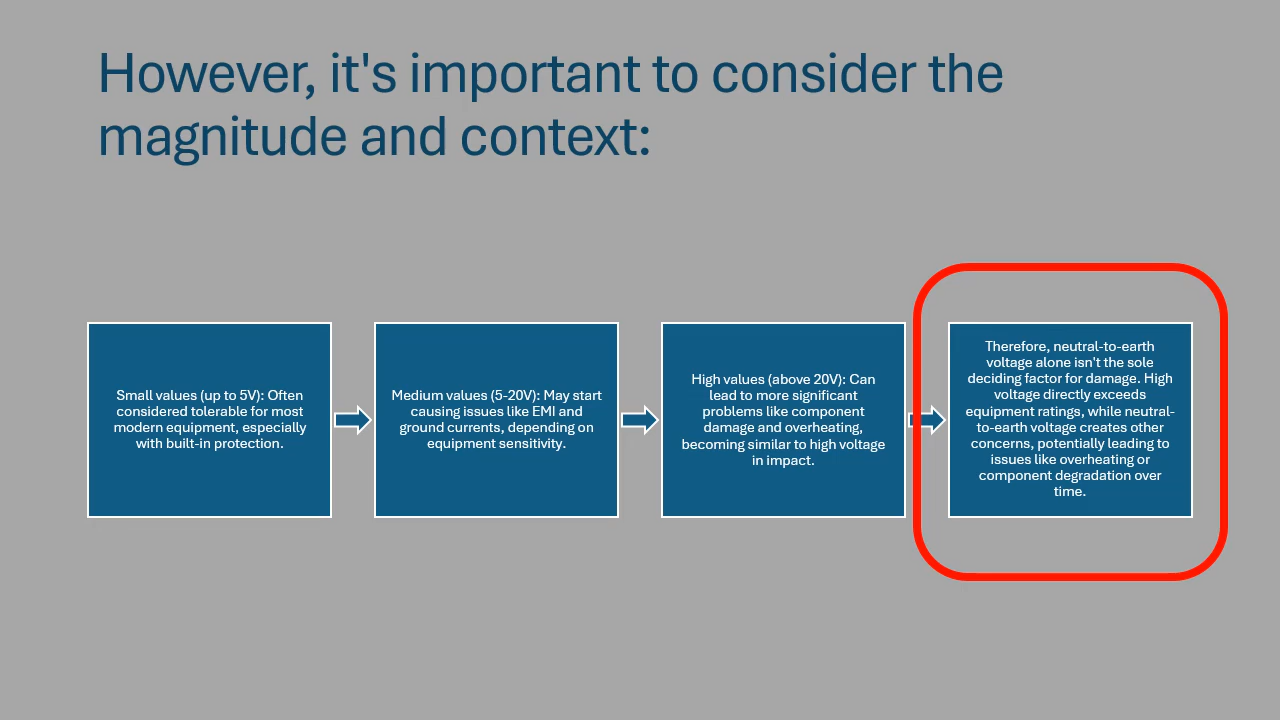 However, it's important to consider the
magnitude and context:
Small values (up to 5V): Often
considered tolerable for most
modern equipment, especially
with built-in protection.
Medium values (5-20V): May start
causing issues like EMI and
ground currents, depending on
equipment sensitivity.
High values (above 20V): Can
lead to more significant
problems like component
damage and overheating,
becoming similar to high voltage
in impact.
Therefore, neutral-to-earth
voltage alone isn't the sole
deciding factor for damage. High
voltage directly exceeds
equipment ratings, while neutral-
to-earth voltage creates other
concerns, potentially leading to
issues like overheating or
component degradation over
time.